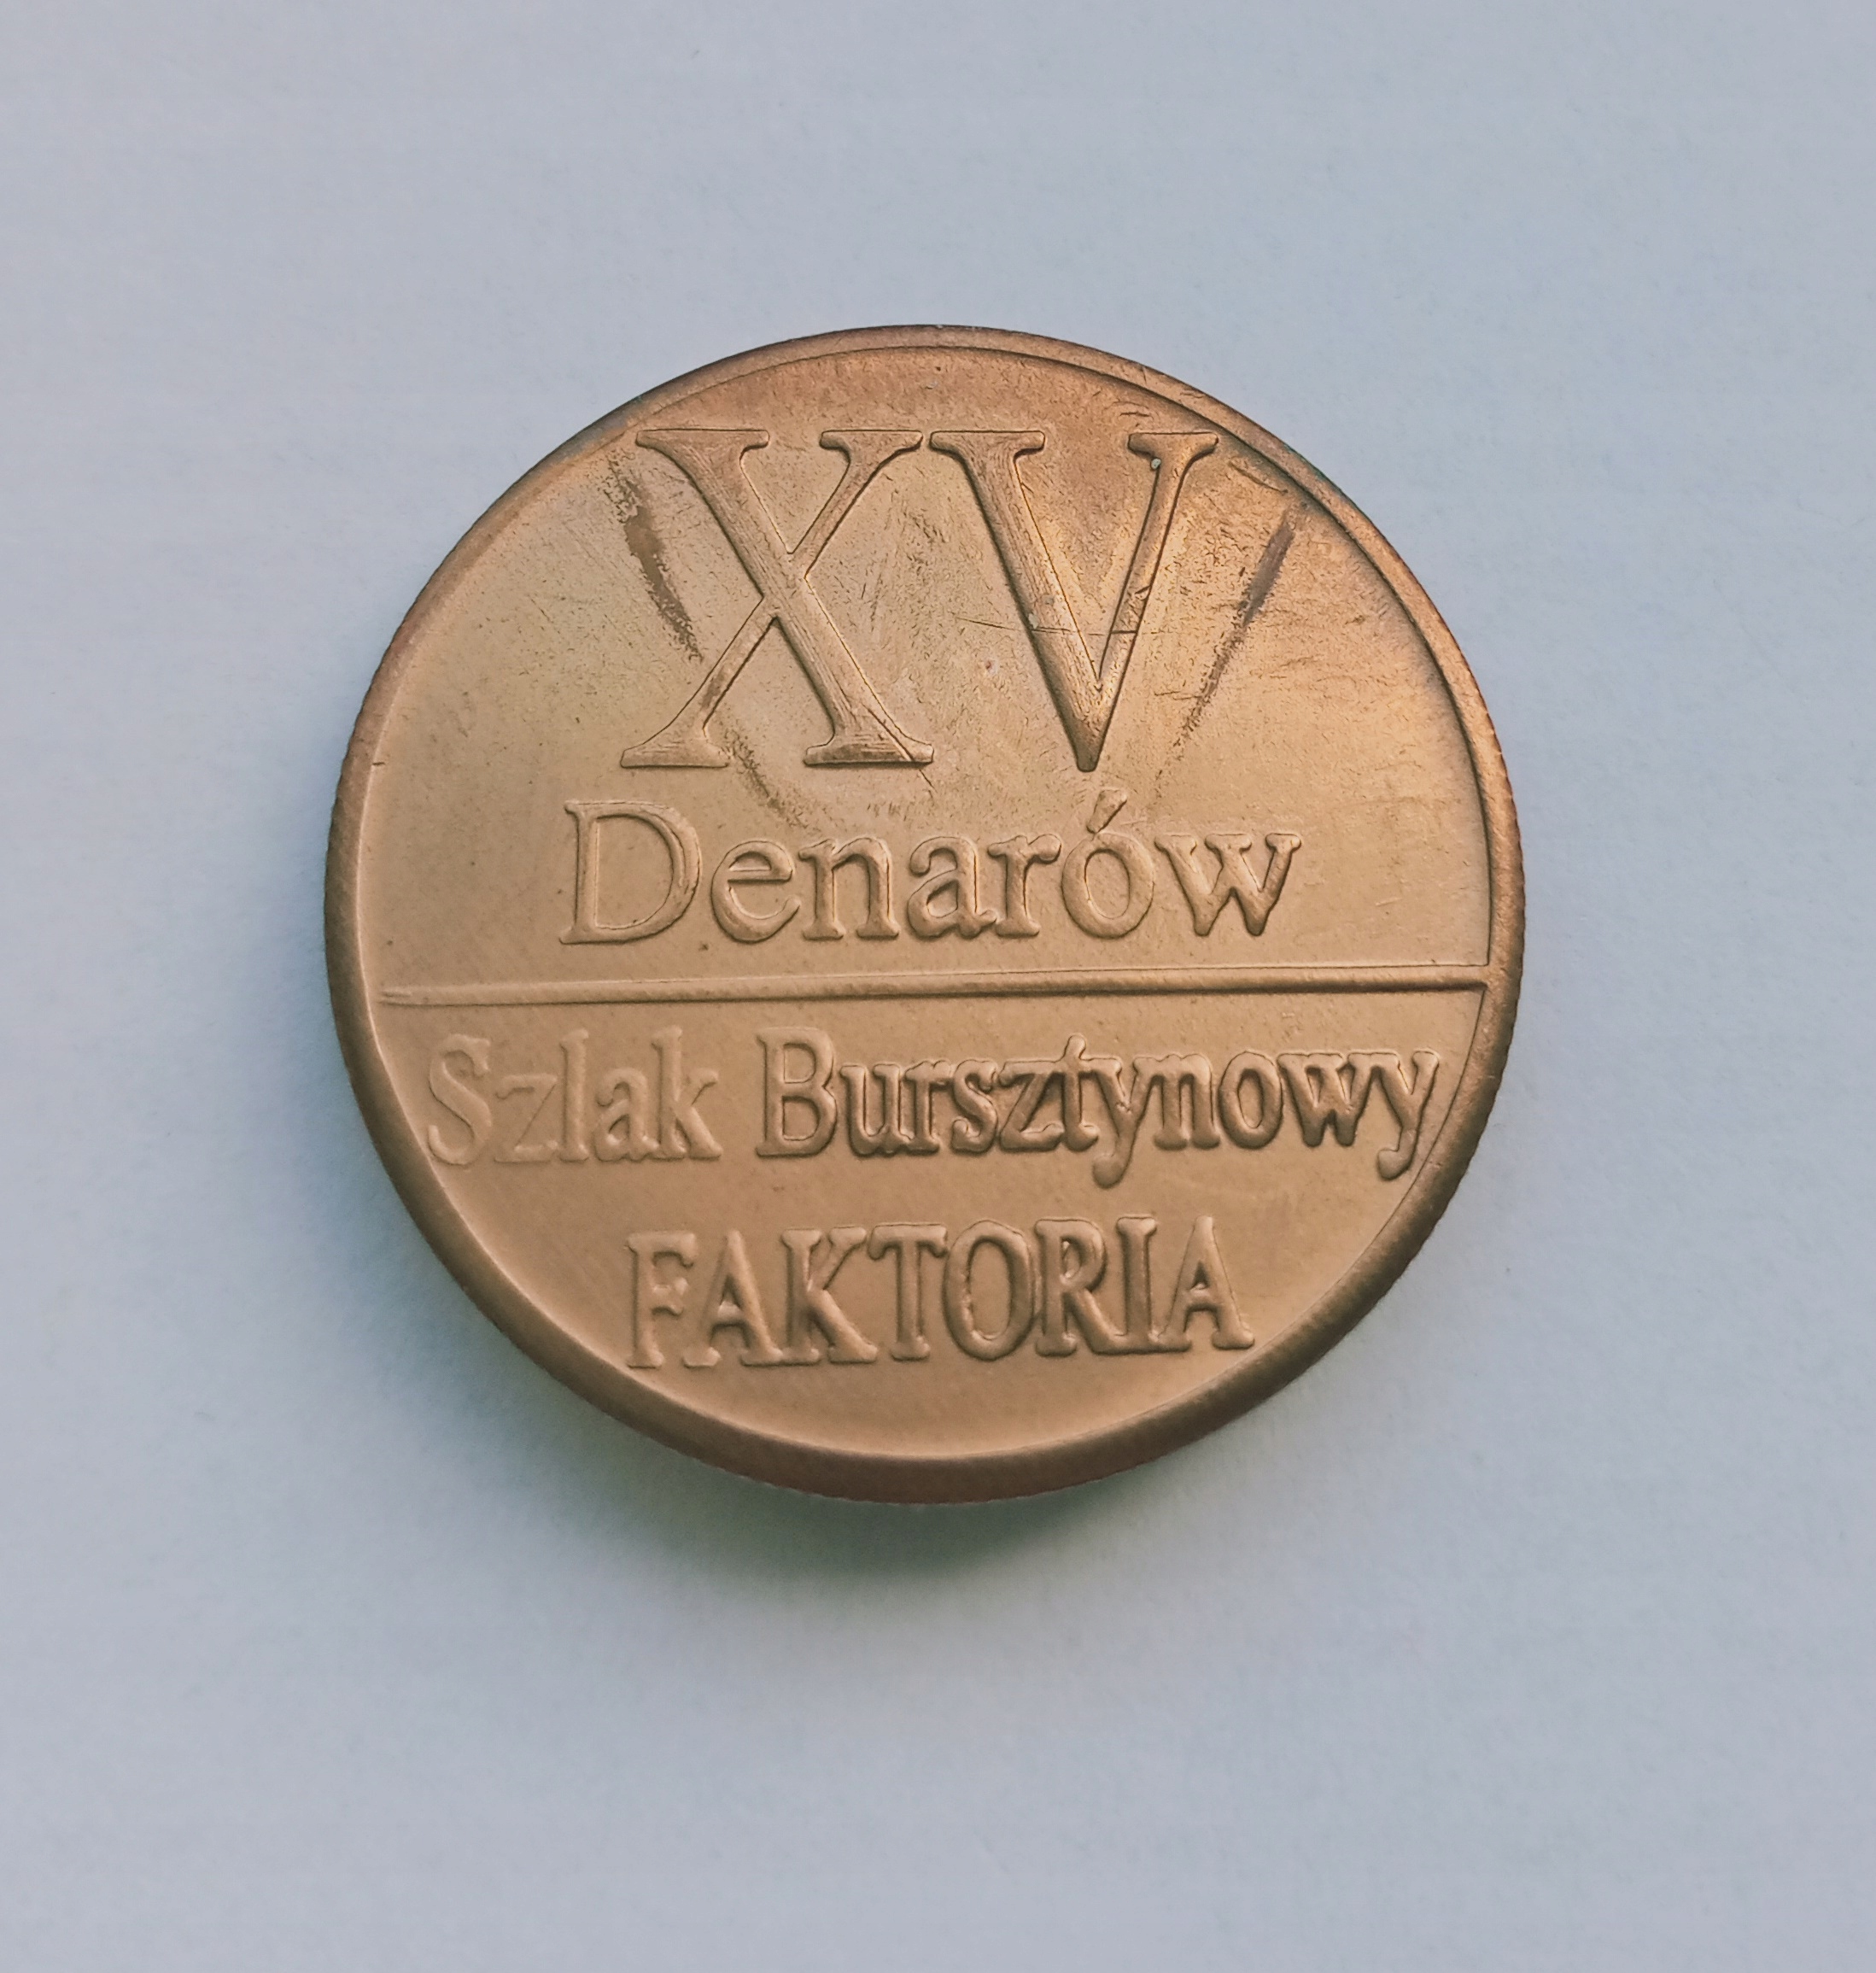 XV
Denarów
Szlak Bursztynowy
FAKTORIA